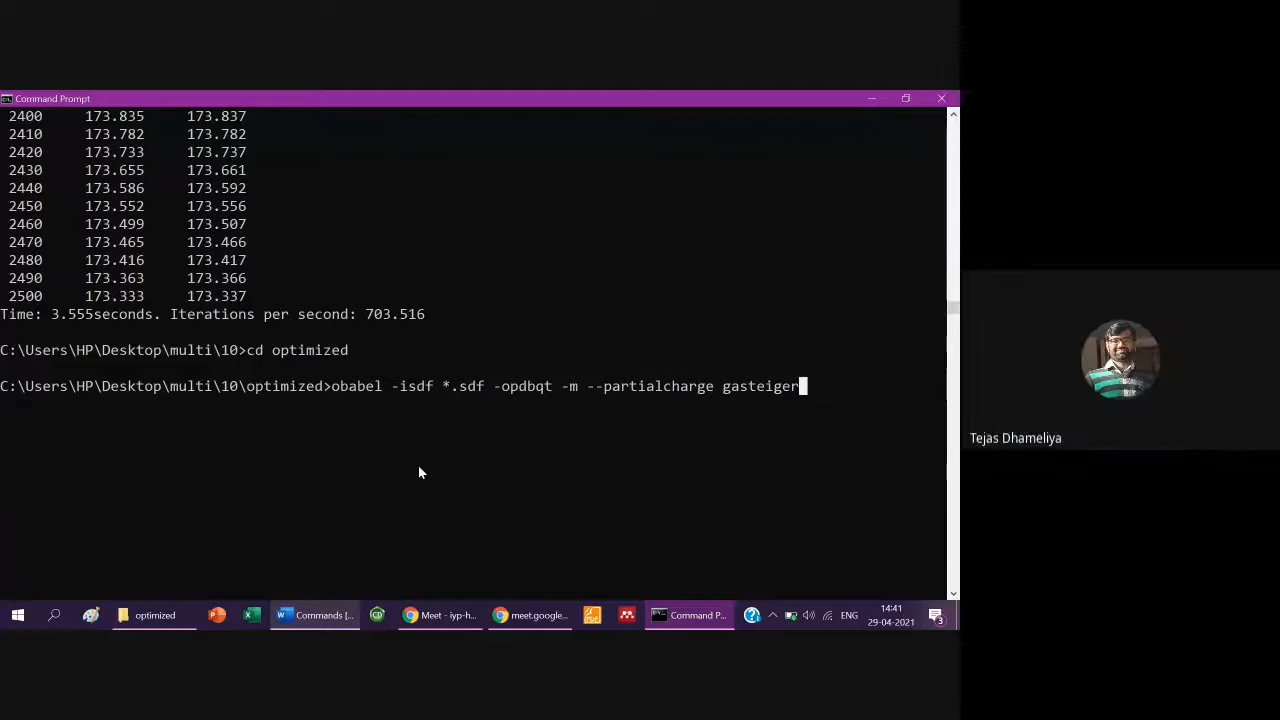 Command Prompt
2400 173.835 173.837
2410 173.782 173.782
2420 173.733 173.737
2430 173.655 173.661
2440 173.586 173.592
2450 173.552 173.556
2460 173.499 173.507
2470 173.465 173.466
2480 173.416 173.417
2490 173.363 173.366
2500 173.333 173.337
Time: 3.555seconds. Iterations per second: 703.516
C:\Users\HP\Desktop\multi\10>cd optimized
C:\Users\HP\Desktop\multi\10\optimized>obabel -isdf *.sdf -opdbqt -m --partialcharge gasteiger
Tejas Dhameliya
optimized
Commands [...
Meet - iyp-h...
meet.google...
Command P...
ENG
14:41
29-04-2021
3